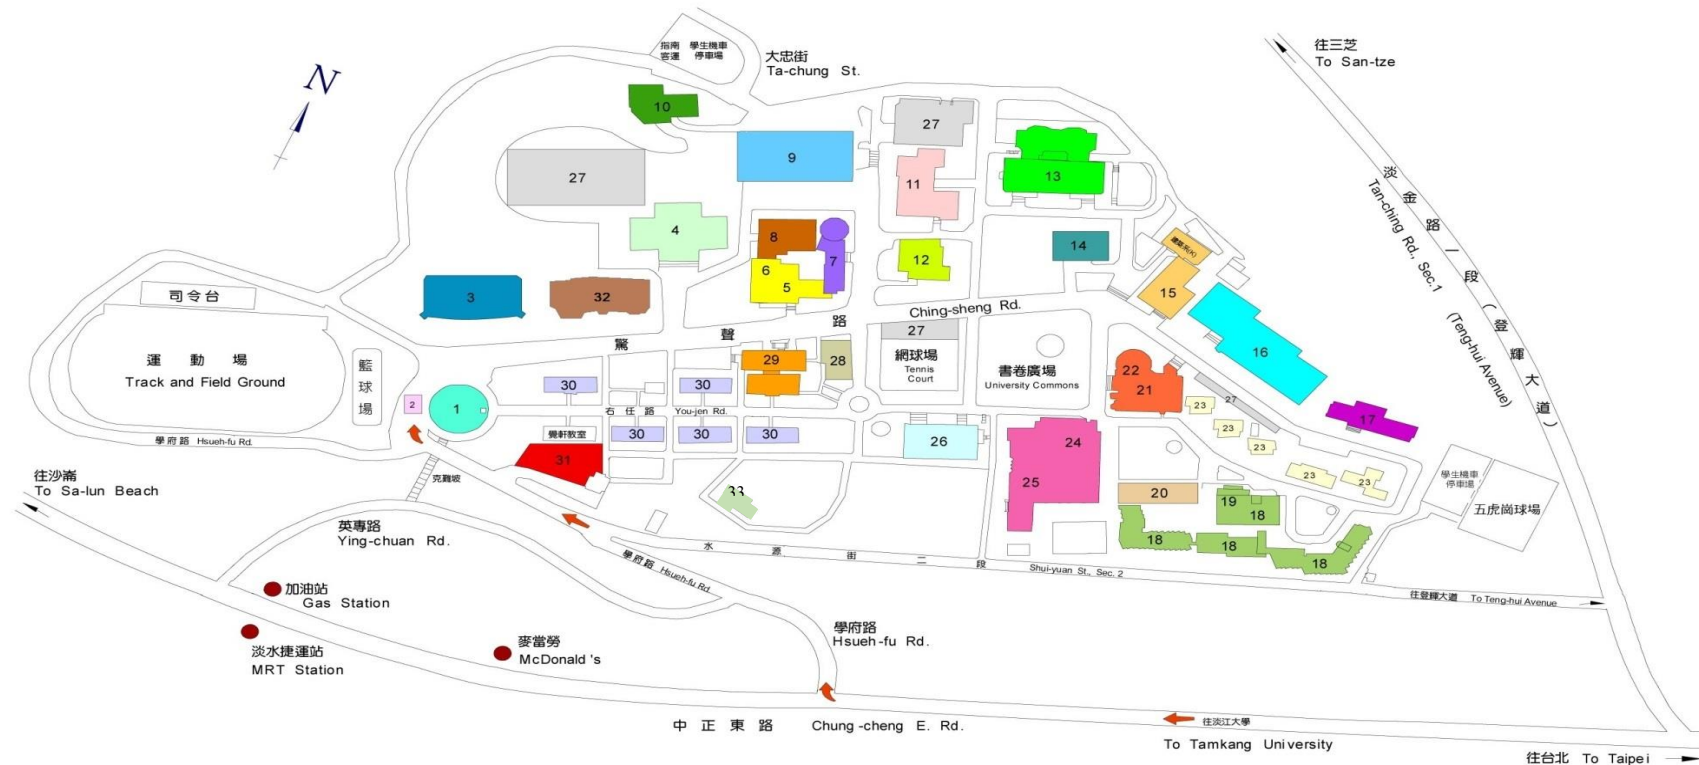 指南 學生機車
客運 停車場
大忠街
Ta-chung St.
往三芝
To San-tze
N
10
27
9
27
11
13
淡金路一段(登輝大道)
Tan-ching Rd., Sec.1
(Teng-hui Avenue)
4
8
7
6
5
12
14
建築系(K)
15
司令台
3
32
Ching-sheng Rd.
驚聲路
27
16
運動場
Track and Field Ground
籃球場
29
28
網球場
Tennis
Court
書卷廣場
University Commons
22
21
30
30
2
1
右任路 You-jen Rd.
23
27
17
學府路 Hsueh-fu Rd.
覺軒教室
30
30
30
26
24
23
23
31
克難坡
23
23
學生機車
停車場
五虎崗球場
往沙崙
To Sa-lun Beach
33
25
20
19
18
英專路
Ying-chuan Rd.
18
18
18
水源街二段 Shui-yuan St., Sec. 2
學府路 Hsueh-fu Rd
加油站
Gas Station
往登輝大道 To Teng-hui Avenue
淡水捷運站
MRT Station
麥當勞
McDonald's
學府路
Hsueh-fu Rd.
中正東路 Chung-cheng E. Rd.
往淡江大學
To Tamkang University
往台北 To Taipei